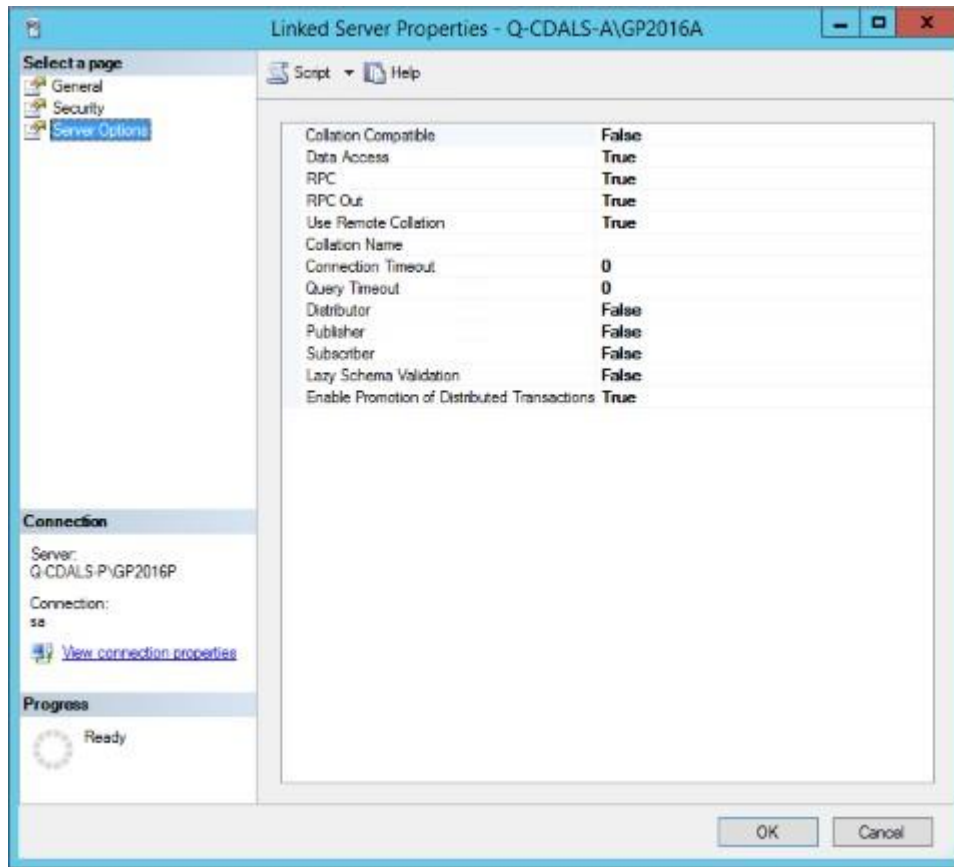 Linked Server Properties - Q-CDALS-A\GP2016A
Select a page
General
Security
Server Options
Script Help
Collation Compatible False
Data Access True
RPC True
RPC Out True
Use Remote Collation True
Collation Name
Connection Timeout 0
Query Timeout 0
Distributor False
Publisher False
Subscriber False
Lazy Schema Validation False
Enable Promotion of Distributed Transactions True
Connection
Server:
Q-CDALS-P\GP2016P
Connection:
sa
View connection properties
Progress
Ready
OK Cancel